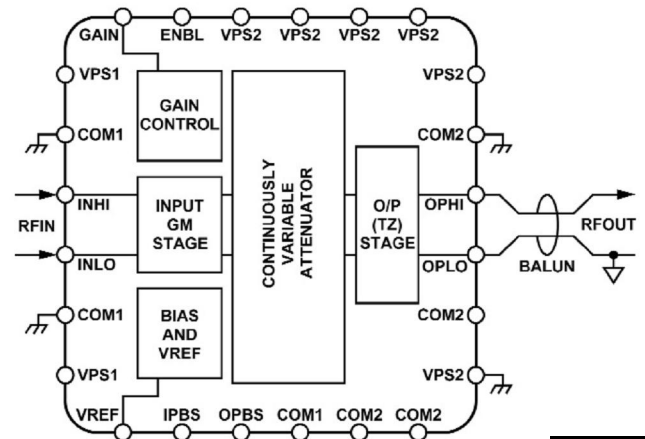 GAIN ENBL VPS2 VPS2 VPS2 VPS2
VPS1 VPS2
GAIN
CONTROL
COM1 COM2
CONTINUOUSLY
VARIABLE
ATTENUATOR
INHI
INPUT
GM
STAGE
O/P
(TZ)
STAGE
OPHI
RFIN RFOUT
INLO OPLO
BALUN
COM1 COM2
BIAS
AND
VREF
VPS1 VPS2
VREF IPBS OPBS COM1 COM2 COM2